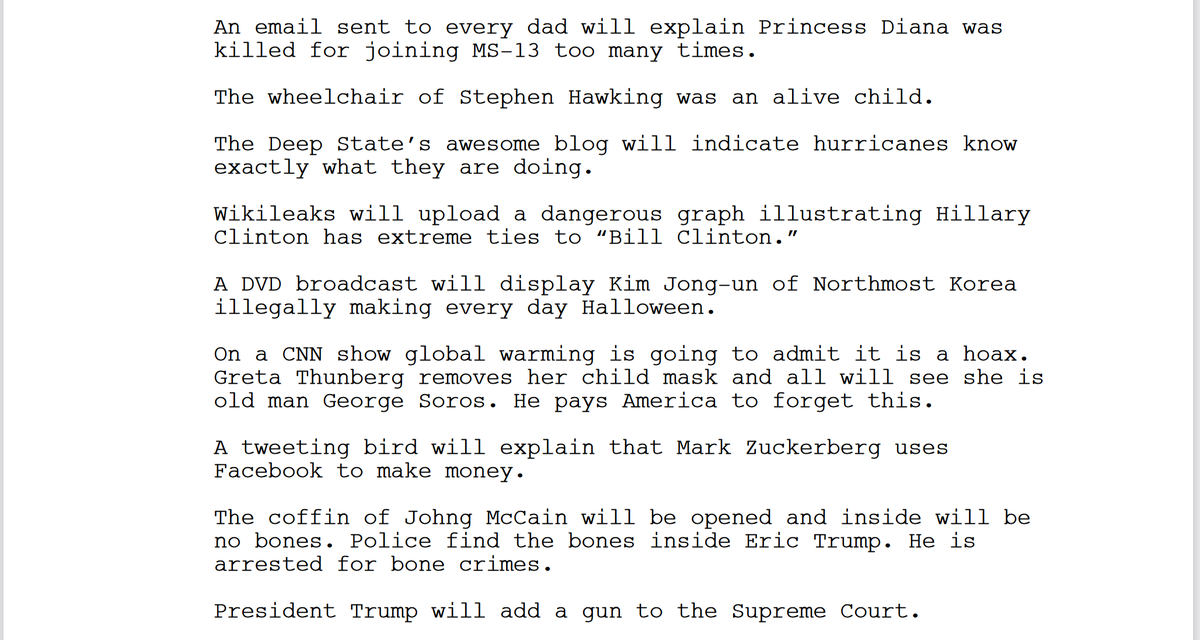 An email sent to every dad will explain Princess Diana was
killed for joining MS-13 too many times.
The wheelchair of Stephen Hawking was an alive child.
The Deep State’s awesome blog will indicate hurricanes know
exactly what they are doing.
Wikileaks will upload a dangerous graph illustrating Hillary
Clinton has extreme ties to “Bill Clinton.”
A DVD broadcast will display Kim Jong-un of Northmost Korea
illegally making every day Halloween.
On a CNN show global warming is going to admit it is a hoax.
Greta Thunberg removes her child mask and all will see she is
old man George Soros. He pays America to forget this.
A tweeting bird will explain that Mark Zuckerberg uses
Facebook to make money.
The coffin of Johng McCain will be opened and inside will be
no bones. Police find the bones inside Eric Trump. He is
arrested for bone crimes.
President Trump will add a gun to the Supreme Court.